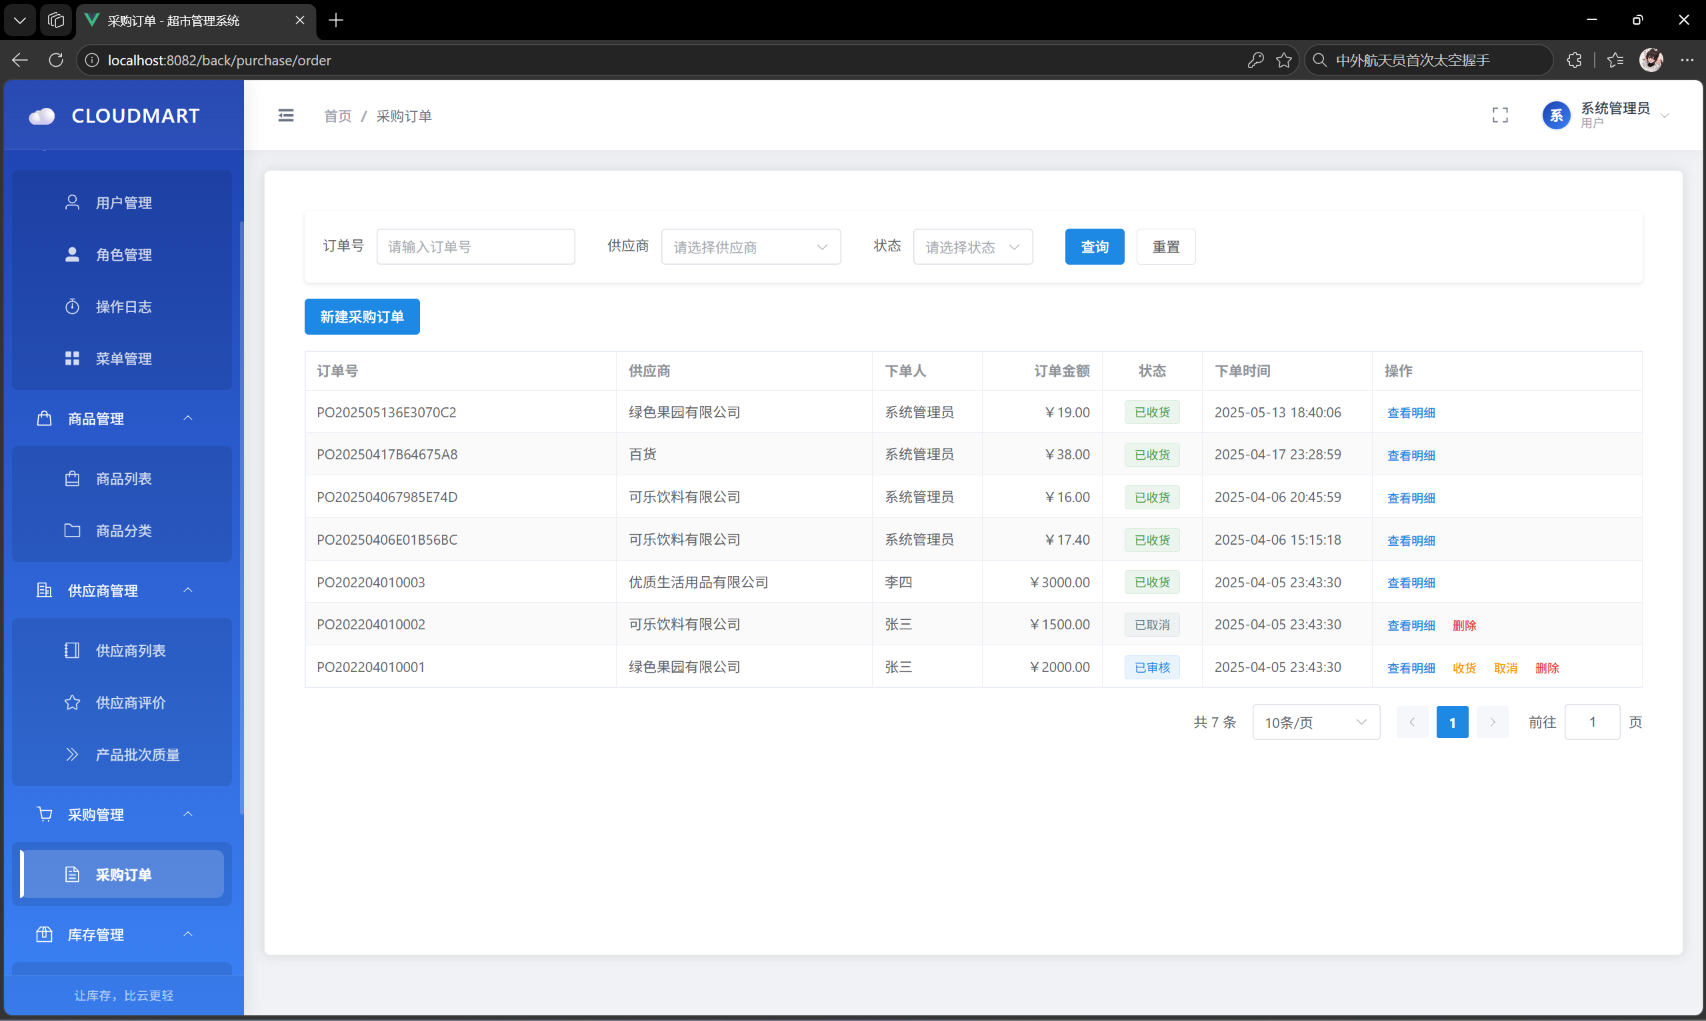 采购订单 - 超市管理系统
localhost:8082/back/purchase/order
中外航天员首次太空握手
CLOUDMART
首页 / 采购订单
系
系统管理员
用户
用户管理
角色管理
操作日志
菜单管理
商品管理
商品列表
商品分类
供应商管理
供应商列表
供应商评价
产品批次质量
采购管理
采购订单
库存管理
让库存，比云更轻
订单号 请输入订单号 供应商 请选择供应商 状态 请选择状态 查询 重置
新建采购订单
订单号 供应商 下单人 订单金额 状态 下单时间 操作
PO202505136E3070C2 绿色果园有限公司 系统管理员 ￥19.00 已收货 2025-05-13 18:40:06 查看明细
PO20250417B64675A8 百货 系统管理员 ￥38.00 已收货 2025-04-17 23:28:59 查看明细
PO202504067985E74D 可乐饮料有限公司 系统管理员 ￥16.00 已收货 2025-04-06 20:45:59 查看明细
PO20250406E01B56BC 可乐饮料有限公司 系统管理员 ￥17.40 已收货 2025-04-06 15:15:18 查看明细
PO202204010003 优质生活用品有限公司 李四 ￥3000.00 已收货 2025-04-05 23:43:30 查看明细
PO202204010002 可乐饮料有限公司 张三 ￥1500.00 已取消 2025-04-05 23:43:30 查看明细 删除
PO202204010001 绿色果园有限公司 张三 ￥2000.00 已审核 2025-04-05 23:43:30 查看明细 收货 取消 删除
共 7 条 10条/页 1 前往 1 页